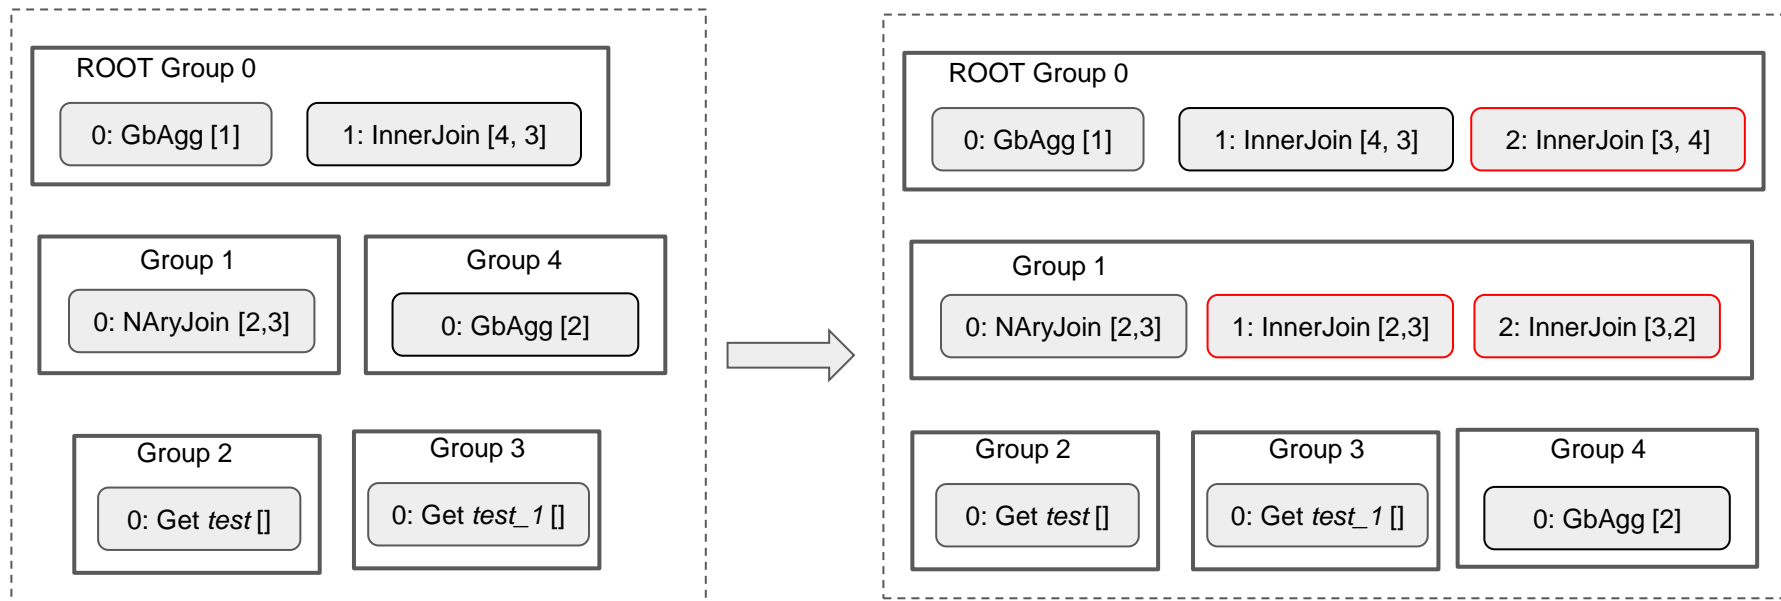 ROOT Group 0
0: GbAgg [1]
1: InnerJoin [4, 3]
Group 1
0: NAryJoin [2,3]
Group 4
0: GbAgg [2]
Group 2
0: Get test []
Group 3
0: Get test_1 []
ROOT Group 0
0: GbAgg [1]
1: InnerJoin [4, 3]
2: InnerJoin [3, 4]
Group 1
0: NAryJoin [2,3]
1: InnerJoin [2,3]
2: InnerJoin [3,2]
Group 2
0: Get test []
Group 3
0: Get test_1 []
Group 4
0: GbAgg [2]